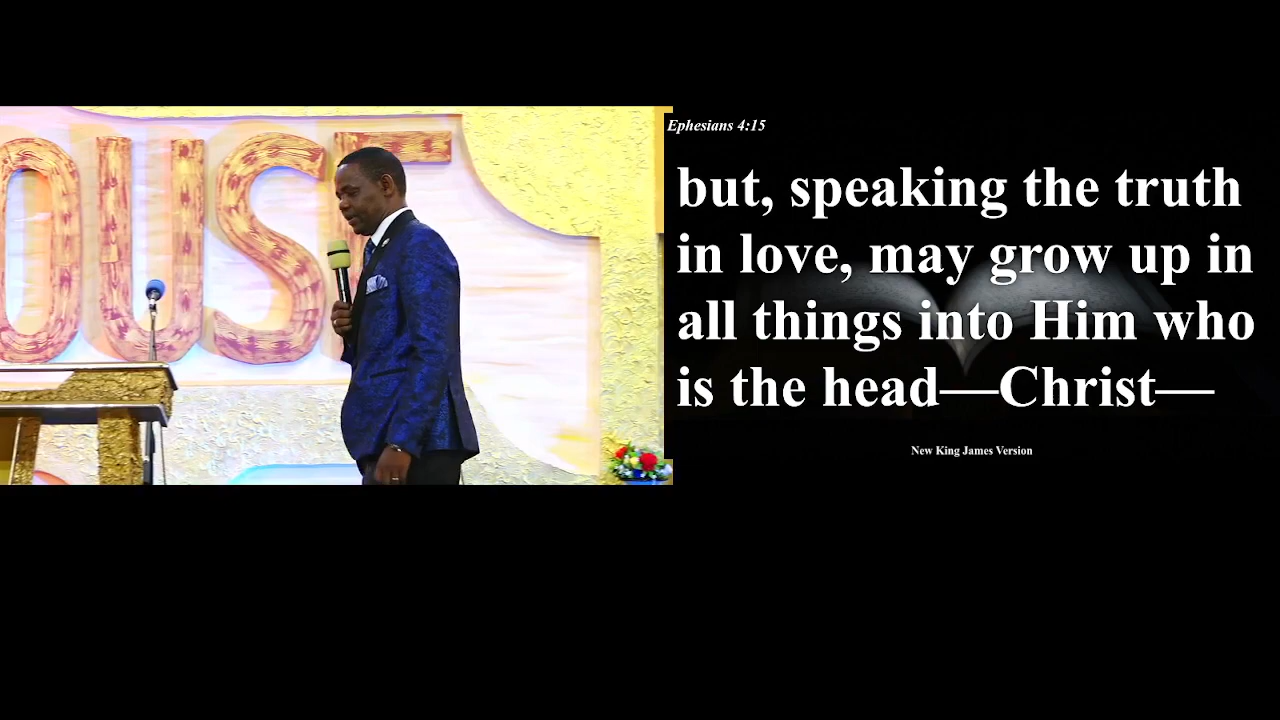 OUSE
Ephesians 4:15
but, speaking the truth
in love, may grow up in
all things into Him who
is the head—Christ—
New King James Version